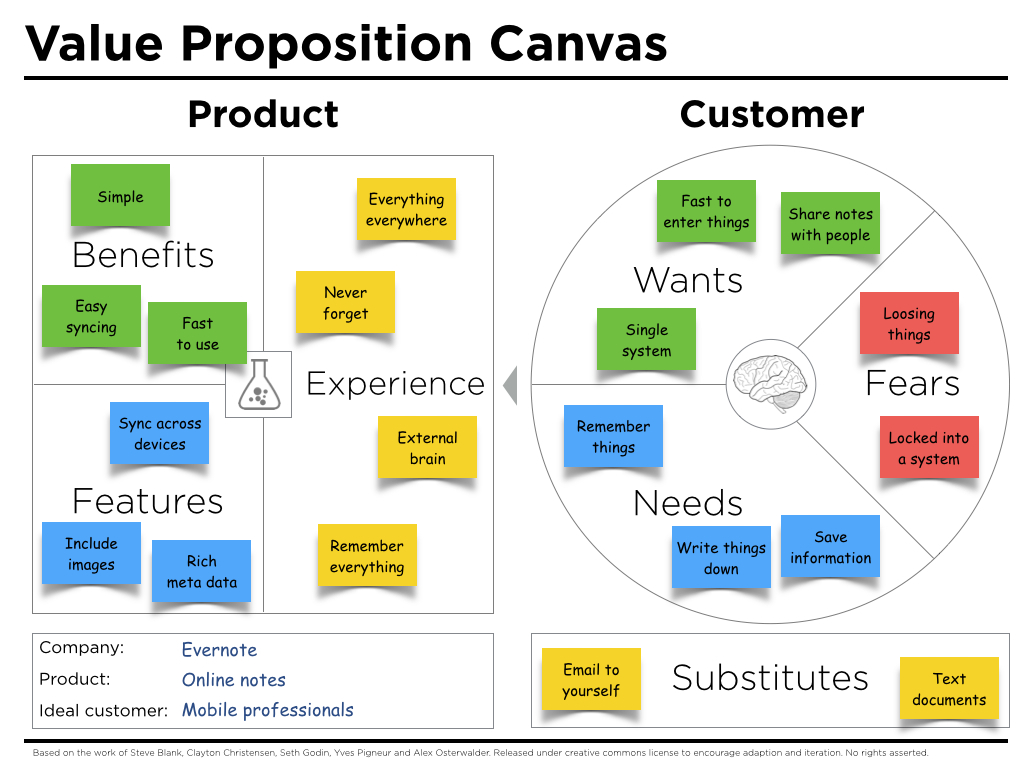 Value Proposition Canvas
Product
Simple
Benefits
Easy
syncing
Fast
to use
Everything
everywhere
Never
forget
Experience
External
brain
Remember
everything
Sync across
devices
Features
Include
images
Rich
meta data
Customer
Fast to
enter things
Share notes
with people
Wants
Single
system
Loosing
things
Fears
Locked into
a system
Remember
things
Needs
Write things
down
Save
information
Company: Evernote
Product: Online notes
Ideal customer: Mobile professionals
Email to
yourself
Substitutes
Text
documents
Based on the work of Steve Blank, Clayton Christensen, Seth Godin, Yves Pigneur and Alex Osterwalder. Released under creative commons license to encourage adaption and iteration. No rights asserted.